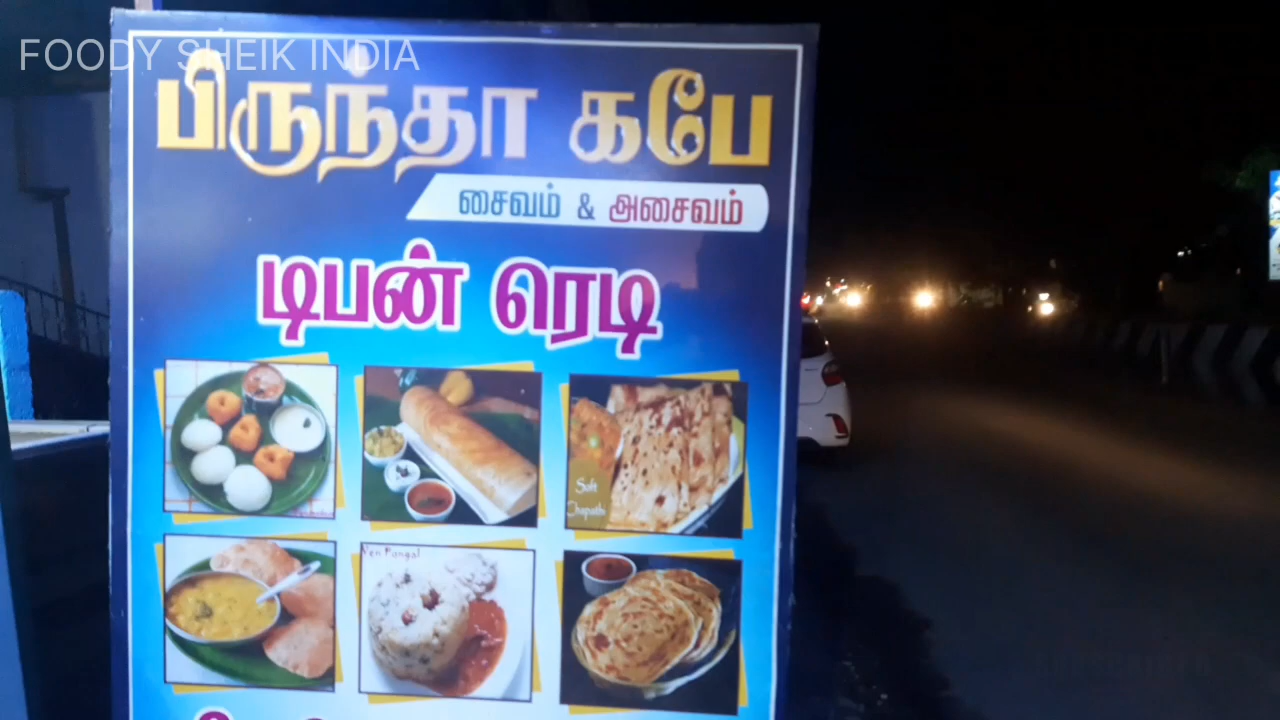 FOODY SHEIK INDIA
பிருந்தா கபே
சைவம் & அசைவம்
டிபன் ரெடி
Soft
Chapathi
Ven Pongal